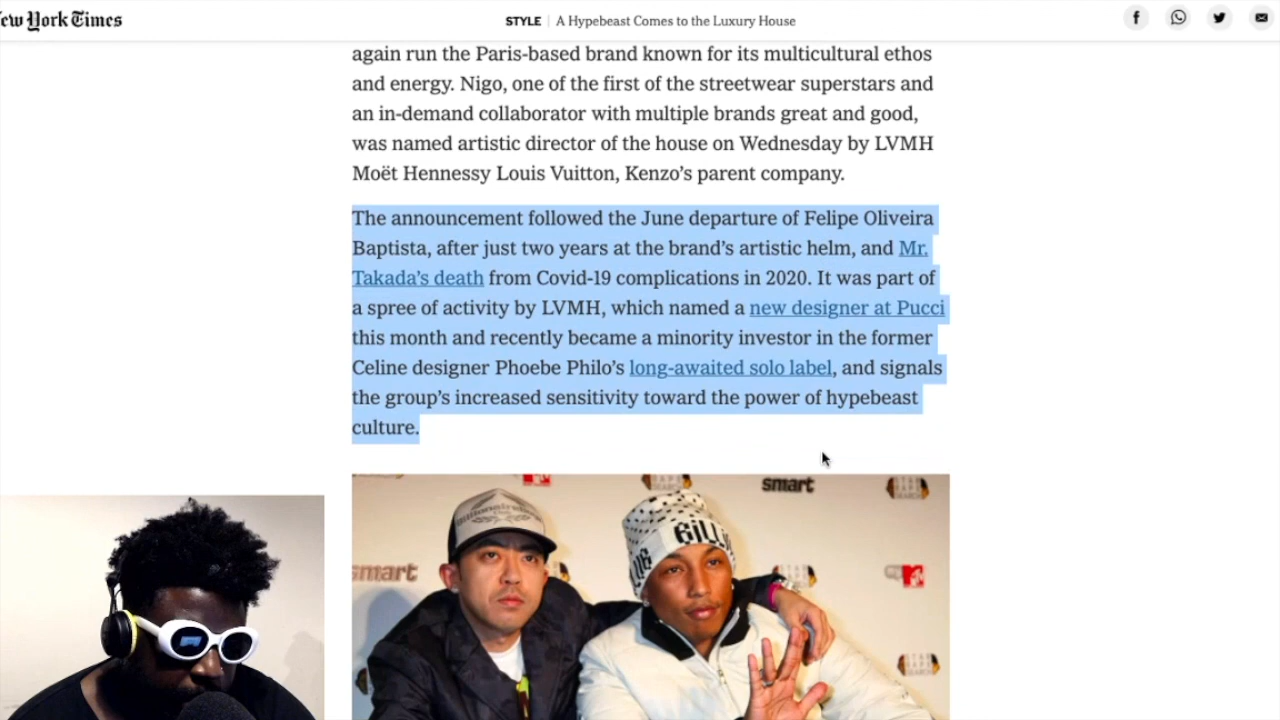 ew York Times
STYLE | A Hypebeast Comes to the Luxury House
again run the Paris-based brand known for its multicultural ethos
and energy. Nigo, one of the first of the streetwear superstars and
an in-demand collaborator with multiple brands great and good,
was named artistic director of the house on Wednesday by LVMH
Moët Hennessy Louis Vuitton, Kenzo’s parent company.
The announcement followed the June departure of Felipe Oliveira
Baptista, after just two years at the brand’s artistic helm, and Mr.
Takada’s death from Covid-19 complications in 2020. It was part of
a spree of activity by LVMH, which named a new designer at Pucci
this month and recently became a minority investor in the former
Celine designer Phoebe Philo’s long-awaited solo label, and signals
the group’s increased sensitivity toward the power of hypebeast
culture.
smart
smart